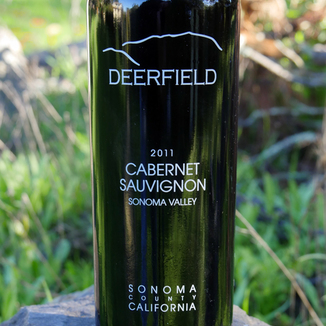 DEERFIELD
2011
CABERNET
SAUVIGNON
SONOMA VALLEY
SONOMA
COUNTY
CALIFORNIA